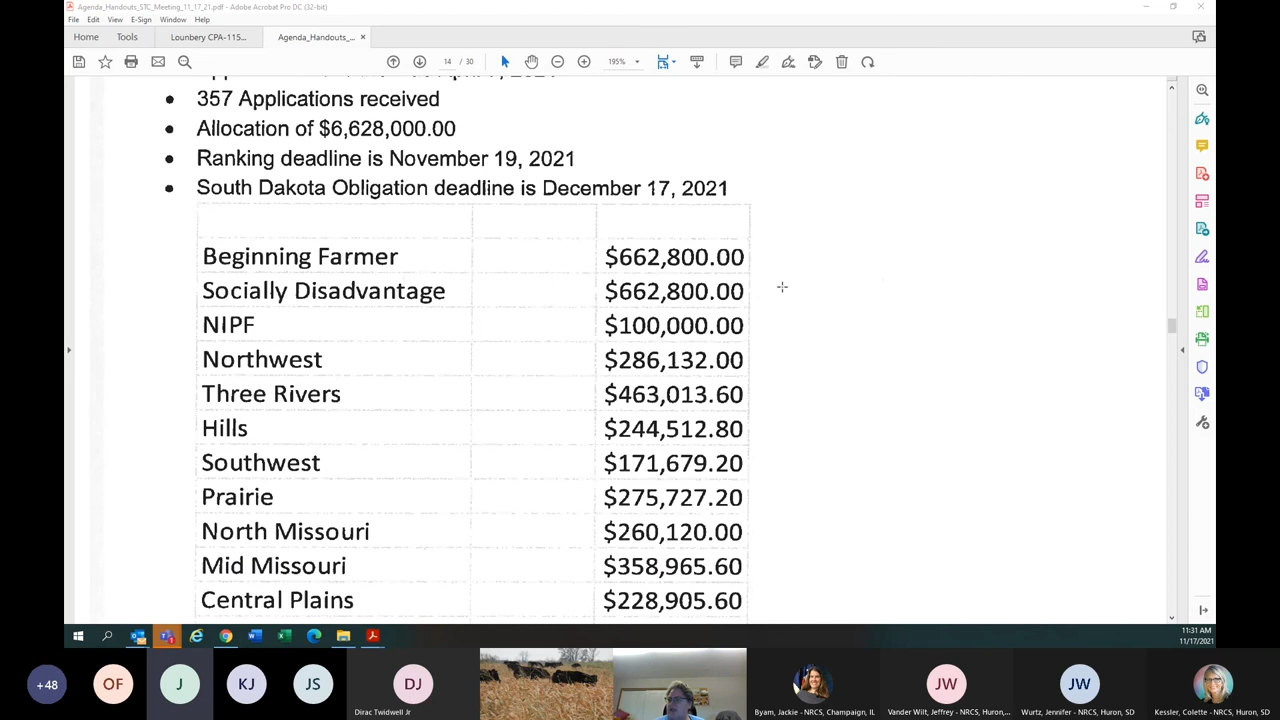 Agenda_Handouts_STC_Meeting_11_17_21.pdf - Adobe Acrobat Pro DC (32-bit)
File Edit View E-Sign Window Help
Home Tools Lounbery CPA-115... Agenda_Handouts_... ×
14 / 30 195%
• 357 Applications received
• Allocation of $6,628,000.00
• Ranking deadline is November 19, 2021
• South Dakota Obligation deadline is December 17, 2021
Beginning Farmer $662,800.00
Socially Disadvantage $662,800.00
NIPF $100,000.00
Northwest $286,132.00
Three Rivers $463,013.60
Hills $244,512.80
Southwest $171,679.20
Prairie $275,727.20
North Missouri $260,120.00
Mid Missouri $358,965.60
Central Plains $228,905.60
11:31 AM
11/17/2021
+48 OF J KJ JS DJ JW JW
Dirac Twidwell Jr
Byam, Jackie - NRCS, Champaign, IL
Vander Wilt, Jeffrey - NRCS, Huron,...
Wurtz, Jennifer - NRCS, Huron, SD
Kessler, Colette - NRCS, Huron, SD